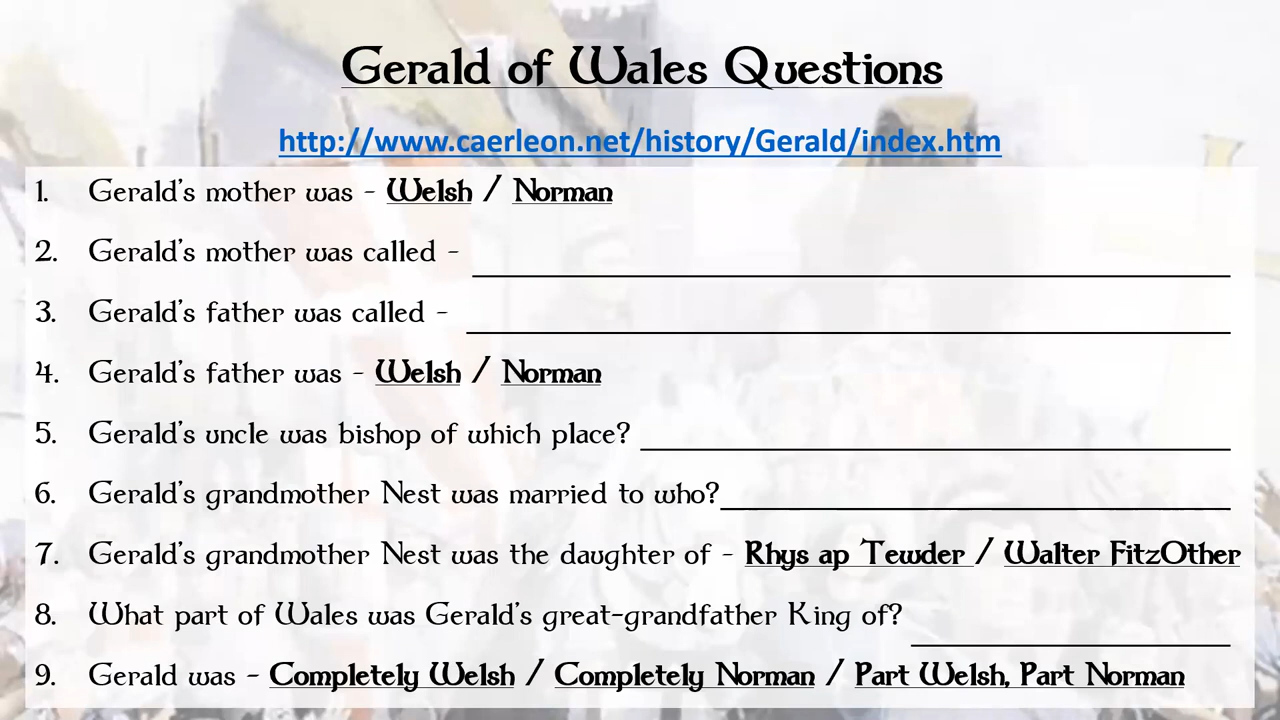 Gerald of Wales Questions
http://www.caerleon.net/history/Gerald/index.htm
1. Gerald's mother was - Welsh / Norman
2. Gerald's mother was called -
3. Gerald's father was called -
4. Gerald's father was - Welsh / Norman
5. Gerald's uncle was bishop of which place?
6. Gerald's grandmother Nest was married to who?
7. Gerald's grandmother Nest was the daughter of - Rhys ap Tewder / Walter FitzOther
8. What part of Wales was Gerald's great-grandfather King of?
9. Gerald was - Completely Welsh / Completely Norman / Part Welsh, Part Norman